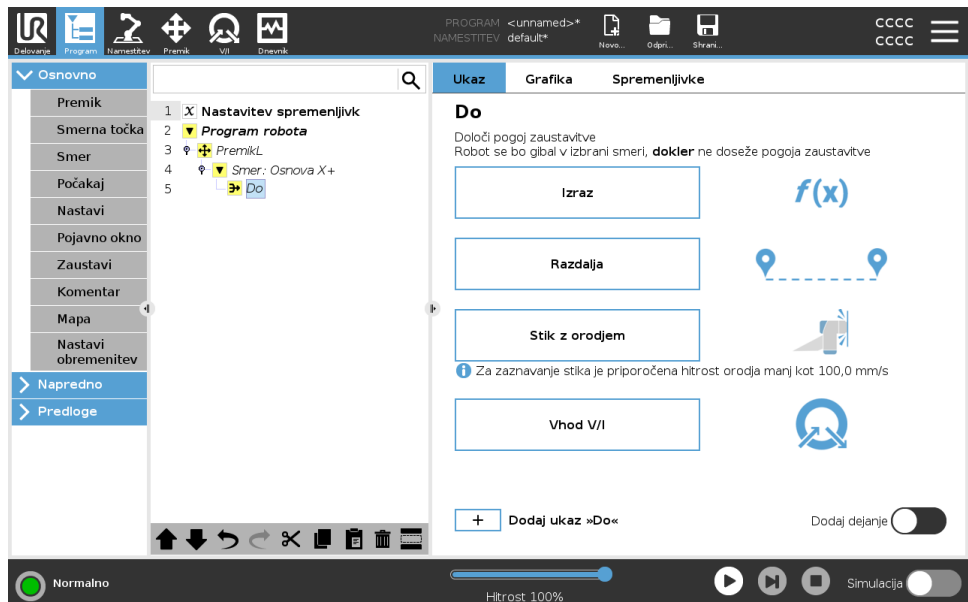 UR
PROGRAM <unnamed>*
NAMESTITEV default*
CCCC
CCCC
Delovanje Program Namestitev Premik V/I Dnevnik Novo... Odpri... Shrani...
Osnovno
Premik
Smerna točka
Smer
Počakaj
Nastavi
Pojavno okno
Zaustavi
Komentar
Mapa
Nastavi
obremenitev
Napredno
Predloge
1 X Nastavitev spremenljivk
2 Program robota
3 PremikL
4 Smer: Osnova X+
5 Do
Ukaz Grafika Spremenljivke
Do
Določi pogoj zaustavitve
Robot se bo gibal v izbrani smeri, dokler ne doseže pogoja zaustavitve
Izraz f(x)
Razdalja
Stik z orodjem
Za zaznavanje stika je priporočena hitrost orodja manj kot 100,0 mm/s
Vhod V/I
+ Dodaj ukaz »Do« Dodaj dejanje
Normalno
Hitrost 100%
Simulacija